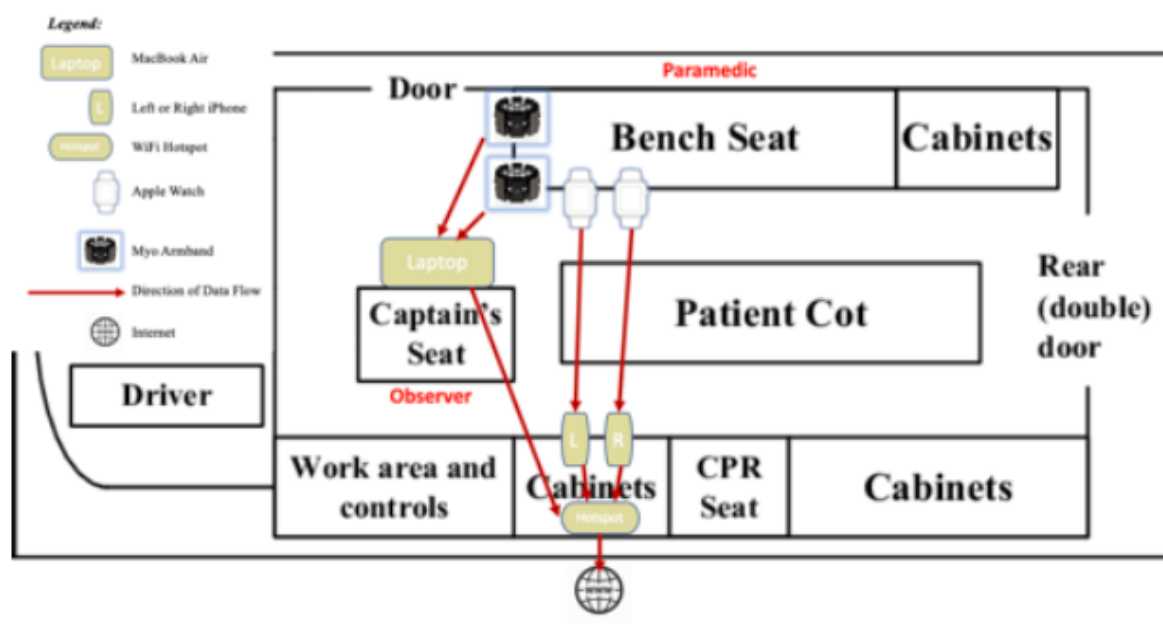 Legend:
Laptop
MacBook Air
L
Left or Right iPhone
Hotspot
WiFi Hotspot
Apple Watch
Myo Armband
Direction of Data Flow
Internet
Paramedic
Door
Bench Seat
Cabinets
Laptop
Captain's
Seat
Observer
Patient Cot
Rear
(double)
door
Driver
L
R
Work area and
controls
Cabinets
Hotspot
CPR
Seat
Cabinets
www